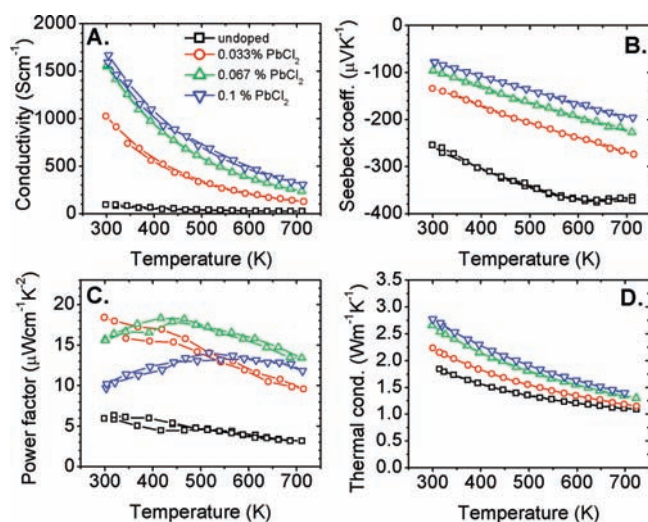 A.
undoped
0.033% PbCl₂
0.067 % PbCl₂
0.1 % PbCl₂
2000
1500
1000
500
0
Conductivity (Scm⁻¹)
300 400 500 600 700
Temperature (K)
B.
0
-100
-200
-300
-400
Seebeck coeff. (μVK⁻¹)
300 400 500 600 700
Temperature (K)
C.
20
15
10
5
0
Power factor (μWcm⁻¹K⁻²)
300 400 500 600 700
Temperature (K)
D.
3.5
3.0
2.5
2.0
1.5
1.0
0.5
0.0
Thermal cond. (Wm⁻¹K⁻¹)
300 400 500 600 700
Temperature (K)